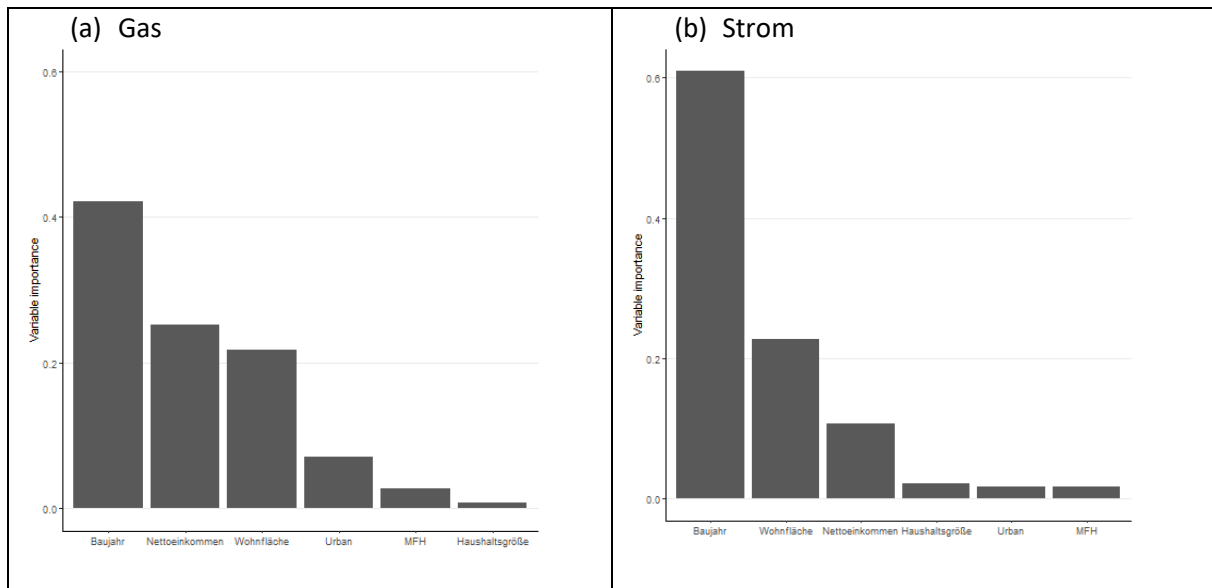 (a) Gas
Variable importance
0.6
0.4
0.2
0.0
Baujahr Nettoeinkommen Wohnfläche Urban MFH Haushaltsgröße
(b) Strom
Variable importance
0.6
0.4
0.2
0.0
Baujahr Wohnfläche Nettoeinkommen Haushaltsgröße Urban MFH